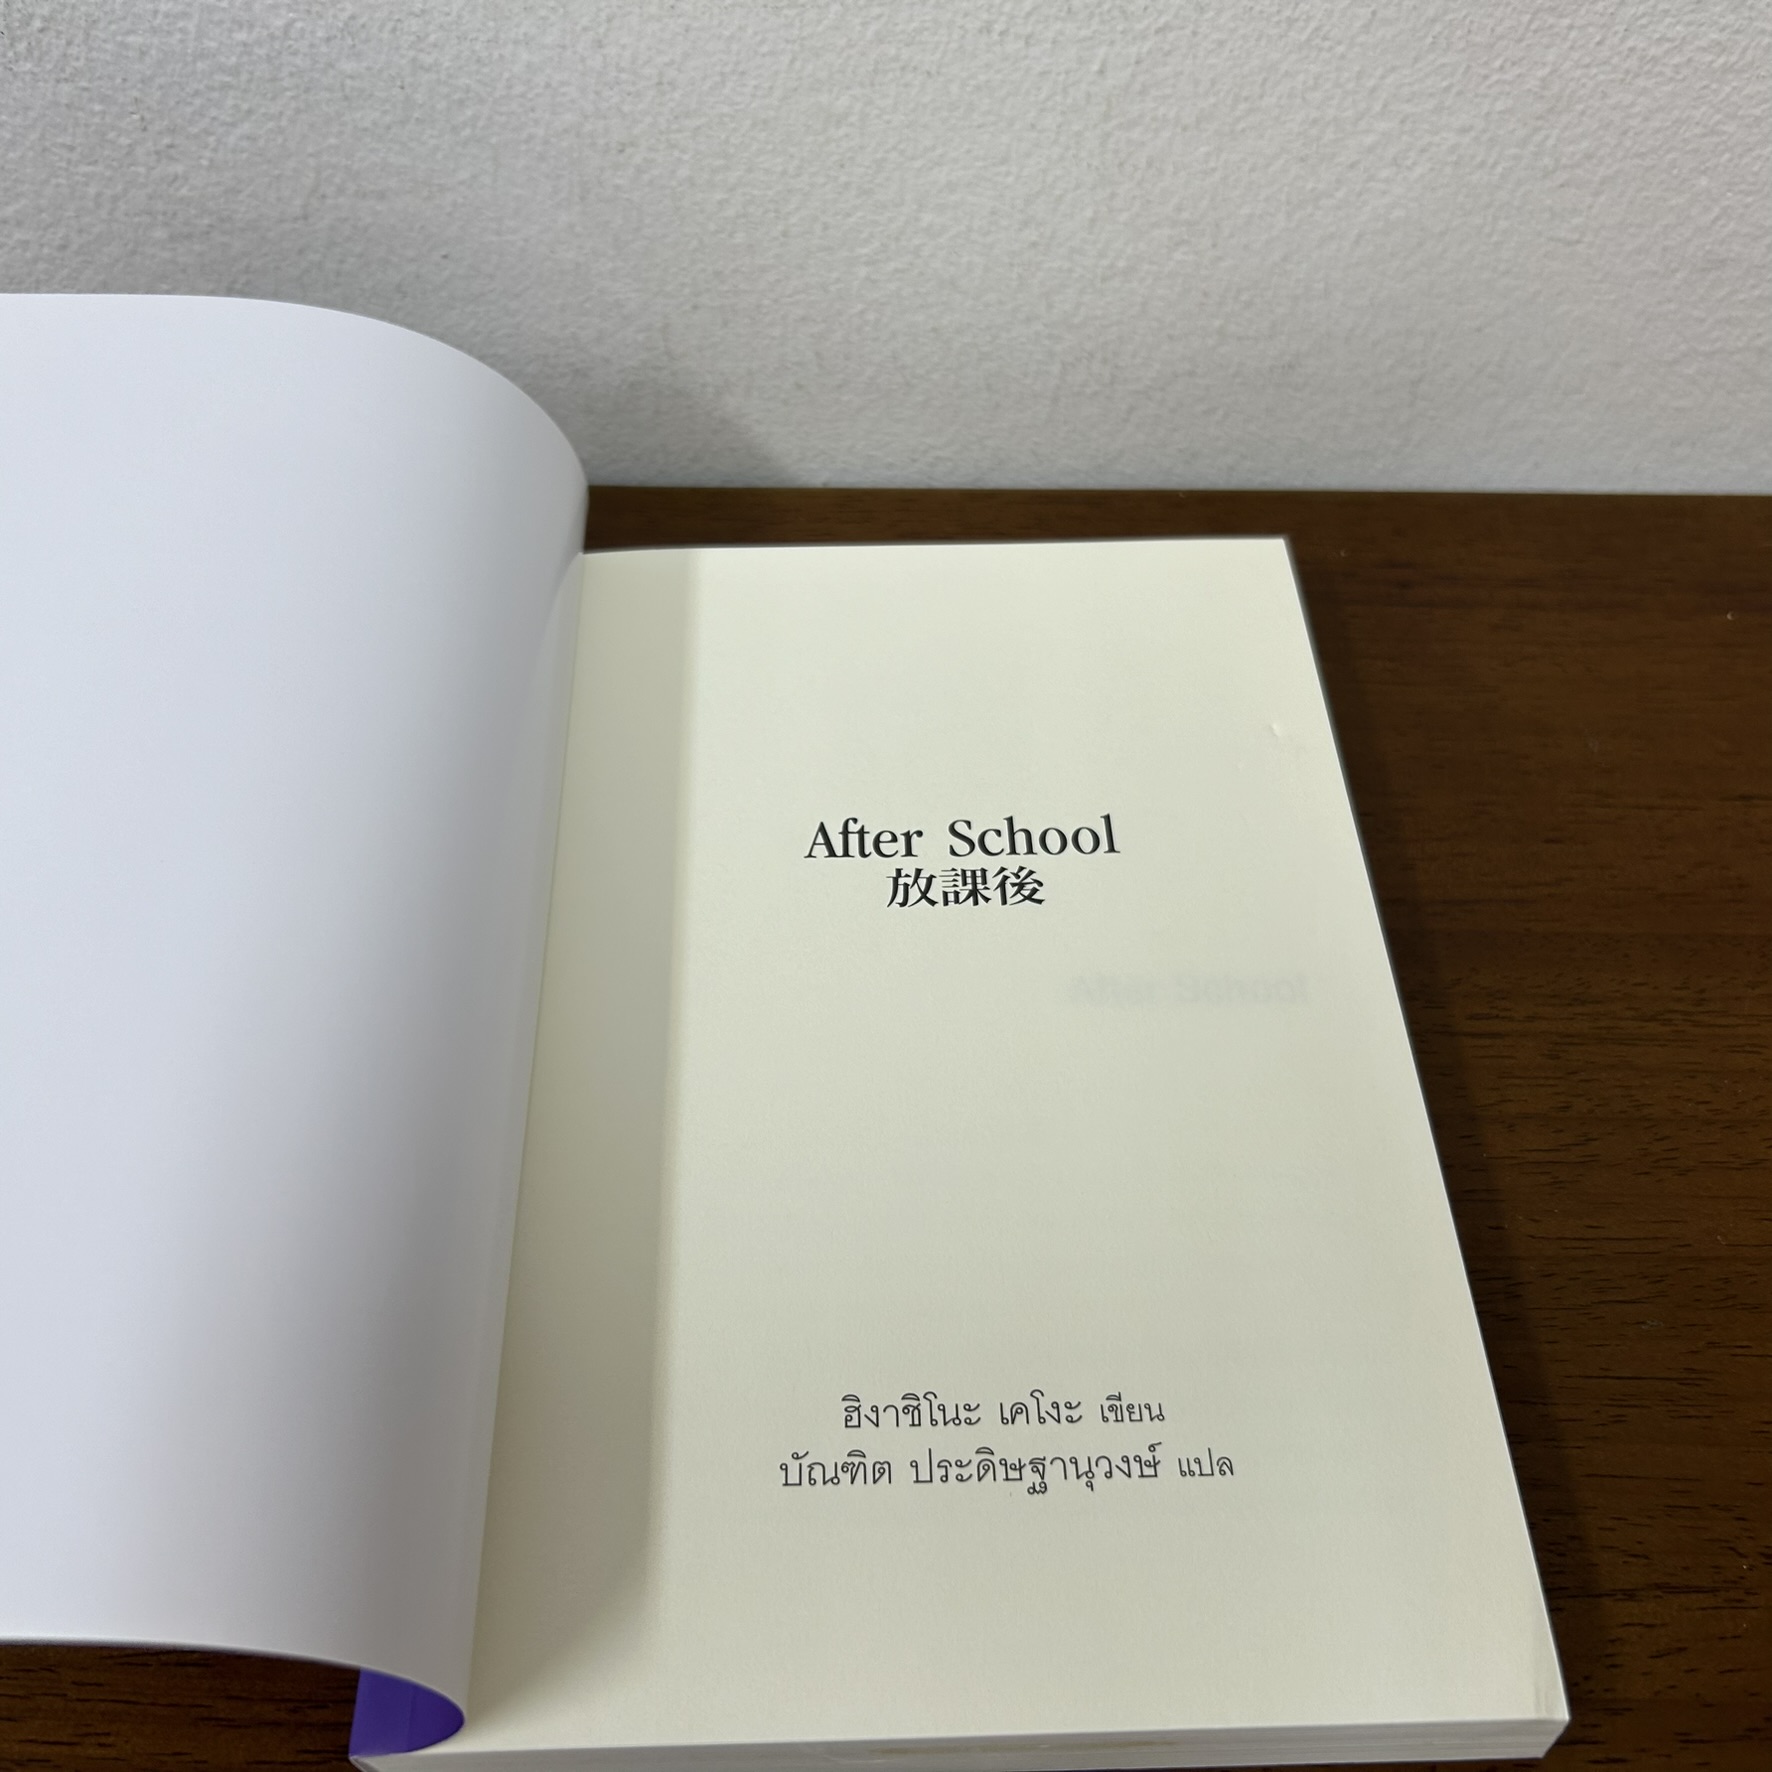 After School
放課後
ฮิงาชิโนะ เคโงะ เขียน
บัณฑิต ประดิษฐานุวงษ์ แปล